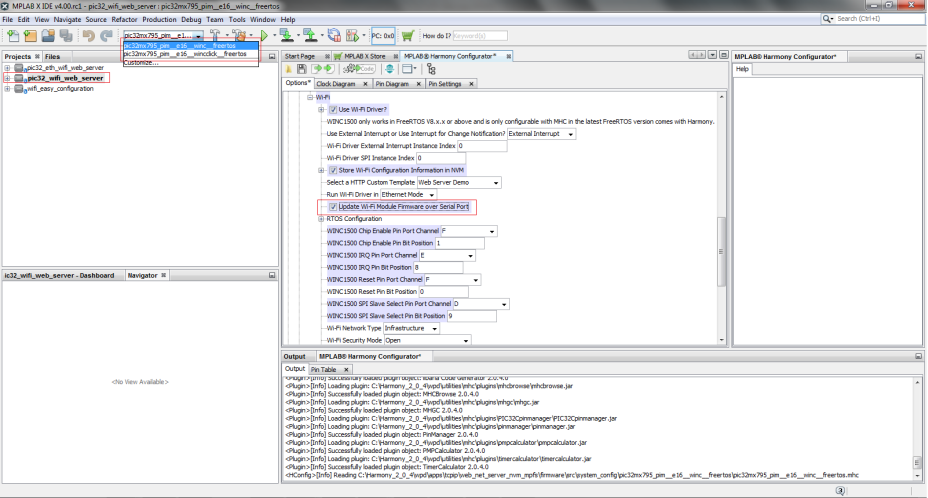 MPLAB X IDE v4.00.rc1 - pic32_wifi_web_server : pic32mx795_pim__e16__winc__freertos
File Edit View Navigate Source Refactor Production Debug Team Tools Window Help
Search (Ctrl+I)
pic32mx795_pim__e1...
PC: 0x0
How do I? (Keyword(s))
pic32mx795_pim__e16__winc__freertos
pic32mx795_pim__e16__winclick__freertos
Customize...
Projects
Files
pic32_eth_wifi_web_server
pic32_wifi_web_server
wifi_easy_configuration
Start Page
MPLAB X Store
MPLAB® Harmony Configurator*
Options*
Clock Diagram
Pin Diagram
Pin Settings
Wi-Fi
Use Wi-Fi Driver?
WINC1500 only works in FreeRTOS V8.x.x or above and is only configurable with MHC in the latest FreeRTOS version comes with Harmony.
Use External Interrupt or Use Interrupt for Change Notification? External Interrupt
Wi-Fi Driver External Interrupt Instance Index 0
Wi-Fi Driver SPI Instance Index 0
Store Wi-Fi Configuration Information in NVM
Select a HTTP Custom Template Web Server Demo
Run Wi-Fi Driver in Ethernet Mode
Update Wi-Fi Module Firmware over Serial Port
RTOS Configuration
WINC1500 Chip Enable Pin Port Channel F
WINC1500 Chip Enable Pin Bit Position 1
WINC1500 IRQ Pin Port Channel E
WINC1500 IRQ Pin Bit Position 8
WINC1500 Reset Pin Port Channel F
WINC1500 Reset Pin Bit Position 0
WINC1500 SPI Slave Select Pin Port Channel D
WINC1500 SPI Slave Select Pin Bit Position 9
Wi-Fi Network Type Infrastructure
Wi-Fi Security Mode Open
MPLAB® Harmony Configurator*
Help
ic32_wifi_web_server - Dashboard
Navigator
<No View Available>
Output
MPLAB® Harmony Configurator*
Output
Pin Table
<Plugin>[Info] Successfully loaded plugin object: Ioana Code Generator 2.0.4.0
<Plugin>[Info] Loading plugin: C:\Harmony_2_0_4\wpd\utilities\mhc\plugins\mhcbrowse\mhcbrowse.jar
<Plugin>[Info] Successfully loaded plugin object: MHCBrowse 2.0.4.0
<Plugin>[Info] Loading plugin: C:\Harmony_2_0_4\wpd\utilities\mhc\plugins\mhgc\mhgc.jar
<Plugin>[Info] Successfully loaded plugin object: MHGC 2.0.4.0
<Plugin>[Info] Loading plugin: C:\Harmony_2_0_4\wpd\utilities\mhc\plugins\PIC32Cpinmanager\PIC32Cpinmanager.jar
<Plugin>[Info] Loading plugin: C:\Harmony_2_0_4\wpd\utilities\mhc\plugins\pinmanager\pinmanager.jar
<Plugin>[Info] Successfully loaded plugin object: PinManager 2.0.4.0
<Plugin>[Info] Loading plugin: C:\Harmony_2_0_4\wpd\utilities\mhc\plugins\pmpcalculator\pmpcalculator.jar
<Plugin>[Info] Successfully loaded plugin object: PMPCalculator 2.0.4.0
<Plugin>[Info] Loading plugin: C:\Harmony_2_0_4\wpd\utilities\mhc\plugins\timercalculator\timercalculator.jar
<Plugin>[Info] Successfully loaded plugin object: TimerCalculator 2.0.4.0
<HConfig>[Info] Reading C:\Harmony_2_0_4\wpd\apps\tcpip\web_net_server_nvm_mpfs\firmware\src\system_config\pic32mx795_pim__e16__winc__freertos\pic32mx795_pim__e16__winc__freertos.mhc
3